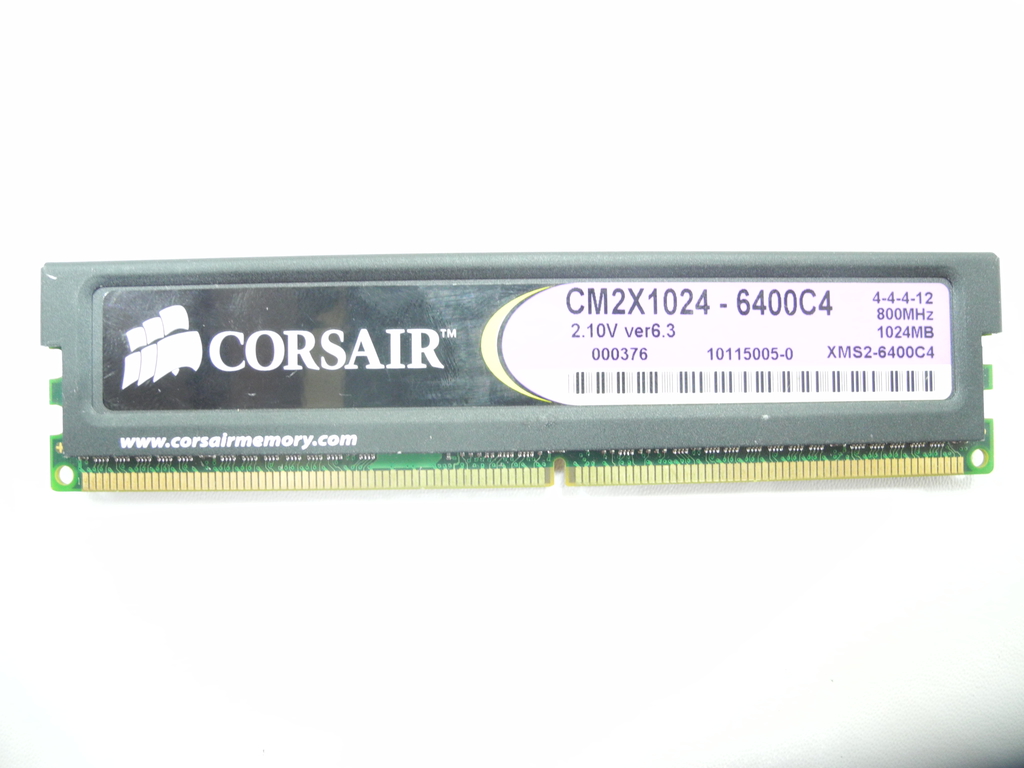 CORSAIR™
www.corsairmemory.com
CM2X1024 - 6400C4
2.10V ver6.3
000376 10115005-0
4-4-4-12
800MHz
1024MB
XMS2-6400C4